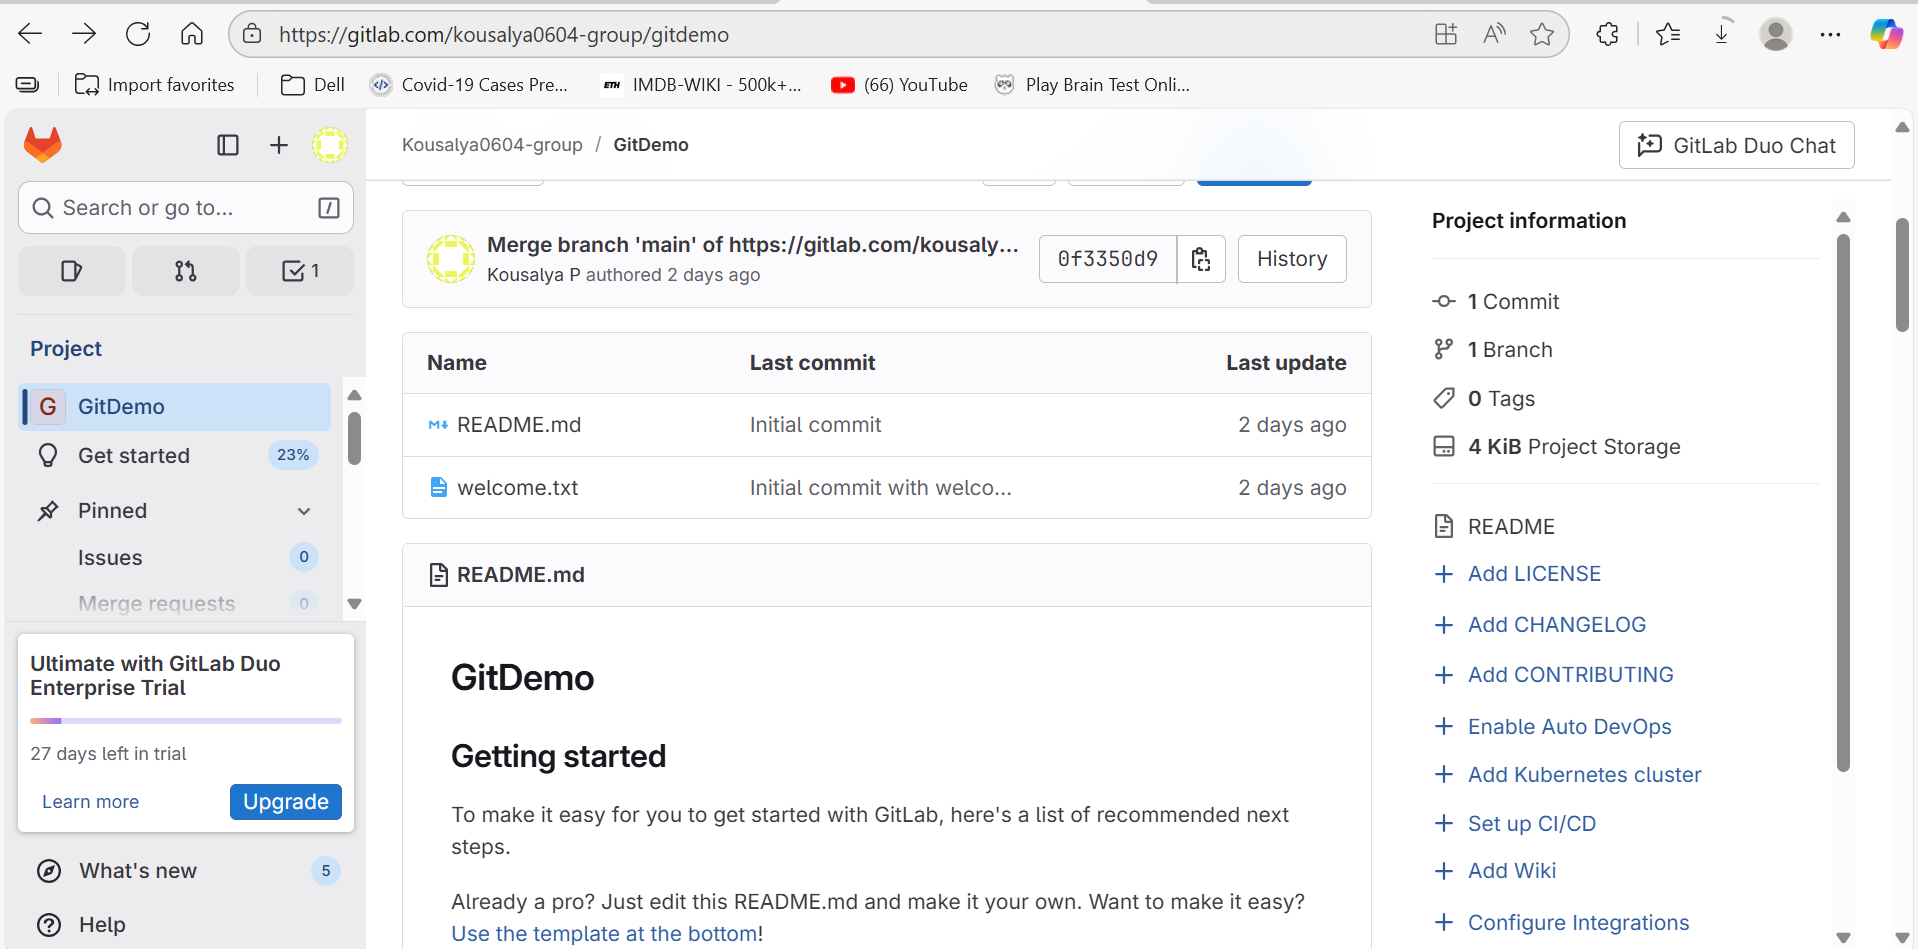 https://gitlab.com/kousalya0604-group/gitdemo
Import favorites
Dell
Covid-19 Cases Pre...
ETH IMDB-WIKI - 500k+...
(66) YouTube
Play Brain Test Onli...
Kousalya0604-group / GitDemo
GitLab Duo Chat
Search or go to...
/
1
Project
G GitDemo
Get started 23%
Pinned
Issues 0
Merge requests 0
Ultimate with GitLab Duo
Enterprise Trial
27 days left in trial
Learn more
Upgrade
What's new 5
Help
Merge branch 'main' of https://gitlab.com/kousaly...
Kousalya P authored 2 days ago
0f3350d9
History
Name Last commit Last update
README.md Initial commit 2 days ago
welcome.txt Initial commit with welco... 2 days ago
README.md
GitDemo
Getting started
To make it easy for you to get started with GitLab, here's a list of recommended next
steps.
Already a pro? Just edit this README.md and make it your own. Want to make it easy?
Use the template at the bottom!
Project information
1 Commit
1 Branch
0 Tags
4 KiB Project Storage
README
Add LICENSE
Add CHANGELOG
Add CONTRIBUTING
Enable Auto DevOps
Add Kubernetes cluster
Set up CI/CD
Add Wiki
Configure Integrations